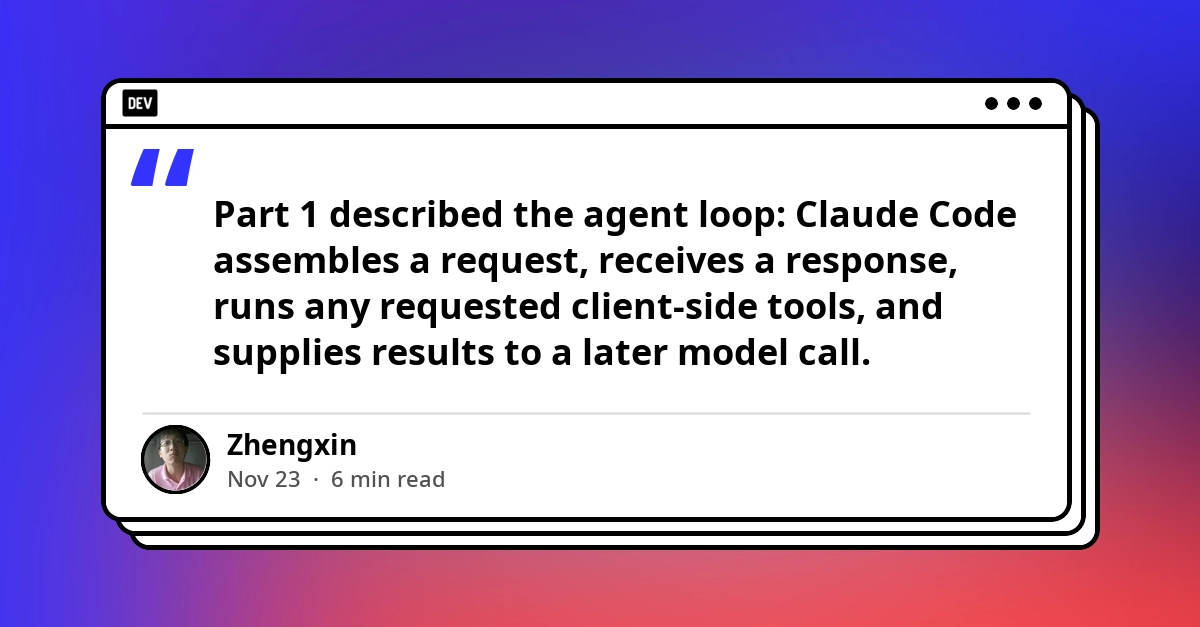 DEV
Part 1 described the agent loop: Claude Code
assembles a request, receives a response,
runs any requested client-side tools, and
supplies results to a later model call.
Zhengxin
Nov 23 · 6 min read